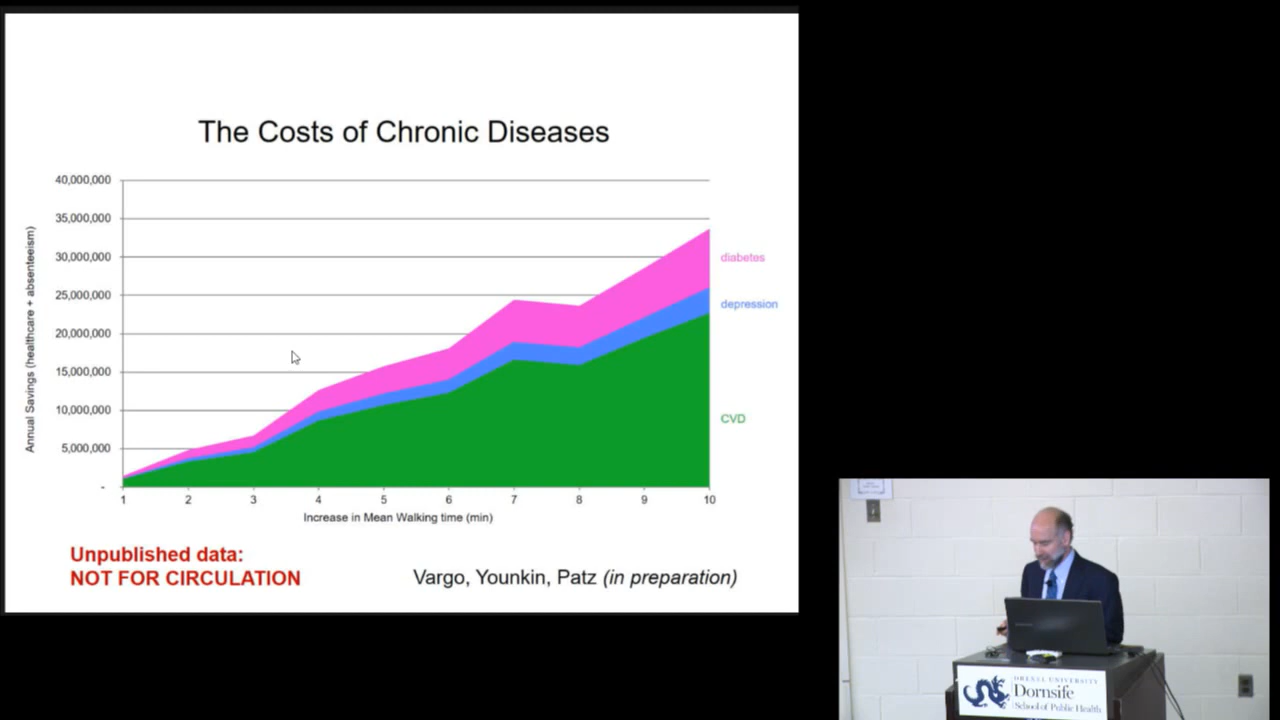 The Costs of Chronic Diseases
40,000,000
35,000,000
30,000,000
25,000,000
20,000,000
15,000,000
10,000,000
5,000,000
-
Annual Savings (healthcare + absenteeism)
1 2 3 4 5 6 7 8 9 10
Increase in Mean Walking time (min)
diabetes
depression
CVD
Unpublished data:
NOT FOR CIRCULATION
Vargo, Younkin, Patz (in preparation)
DREXEL UNIVERSITY
Dornsife
School of Public Health